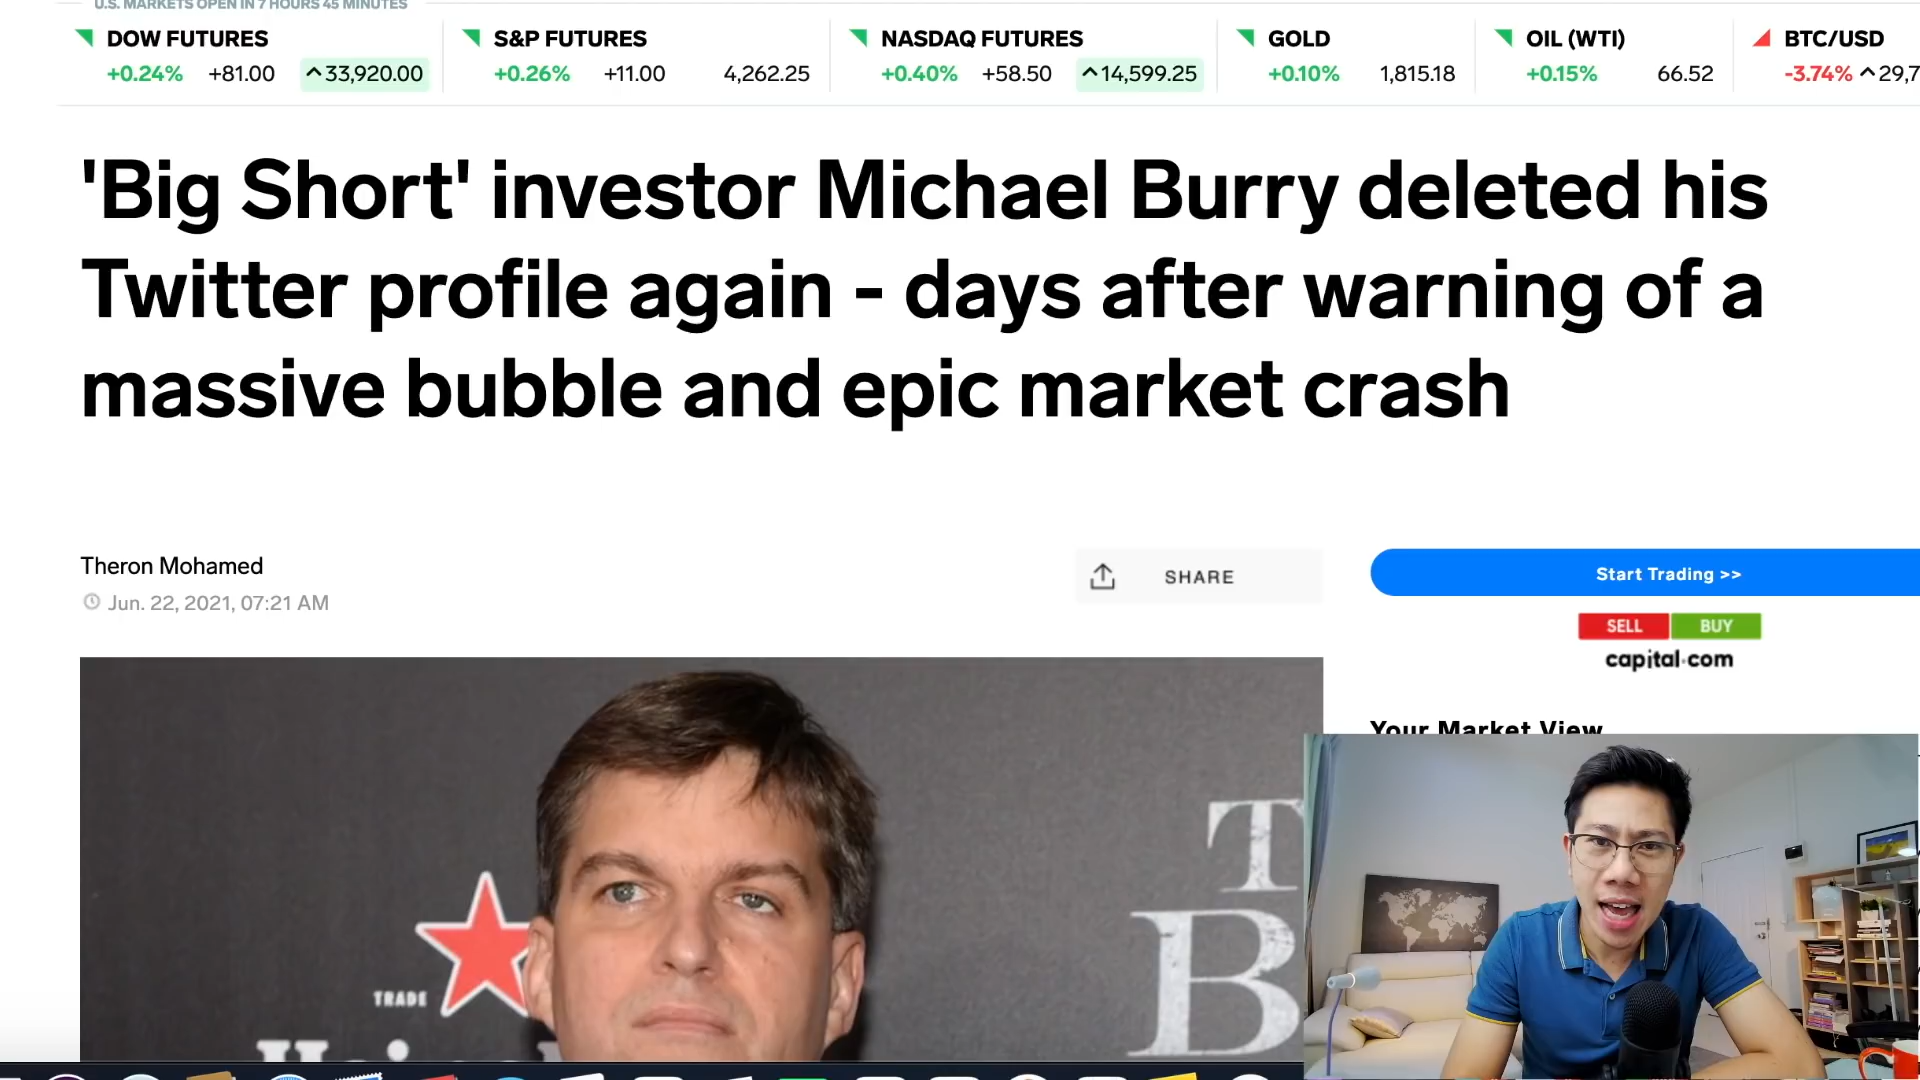 U.S. MARKETS OPEN IN 7 HOURS 45 MINUTES
DOW FUTURES
+0.24% +81.00 33,920.00
S&P FUTURES
+0.26% +11.00 4,262.25
NASDAQ FUTURES
+0.40% +58.50 14,599.25
GOLD
+0.10% 1,815.18
OIL (WTI)
+0.15% 66.52
BTC/USD
-3.74% 29,7
'Big Short' investor Michael Burry deleted his
Twitter profile again - days after warning of a
massive bubble and epic market crash
Theron Mohamed
Jun. 22, 2021, 07:21 AM
SHARE
Start Trading >>
SELL BUY
capital.com
Your Market View
T
B
TRADE